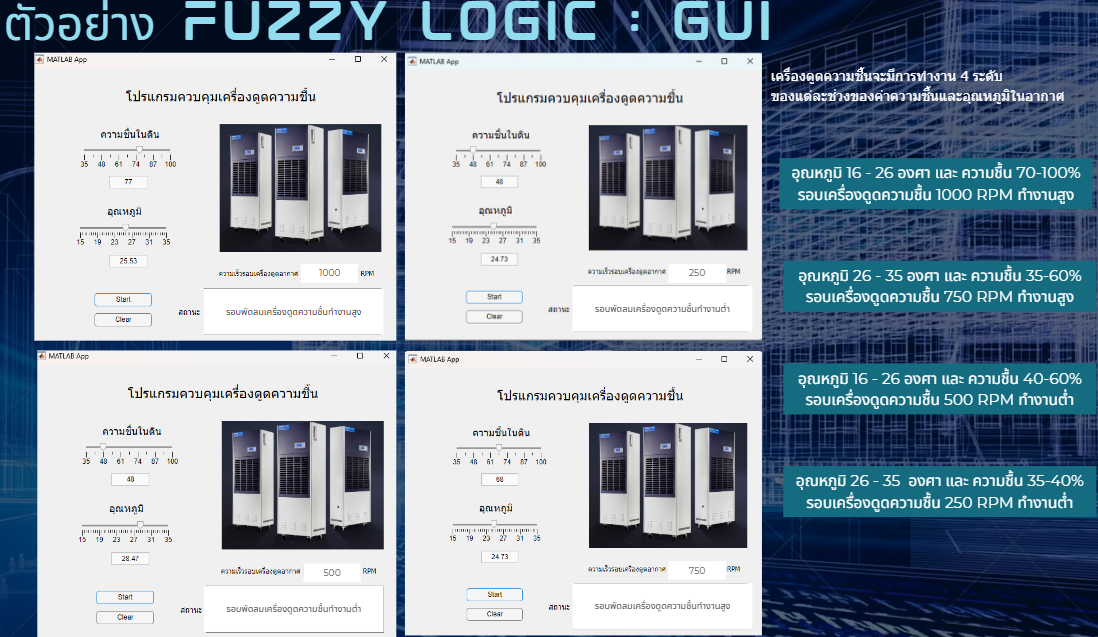 ตัวอย่าง FUZZY LOGIC : GUI
MATLAB App
โปรแกรมควบคุมเครื่องดูดความชื้น
ความชื่นในดิน
35 48 61 74 87 100
77
อุณหภูมิ
15 19 23 27 31 35
25.53
ความเร็วรอบเครื่องดูดอากาศ 1000 RPM
Start
Clear
สถานะ รอบพัดลมเครื่องดูดความชื้นทำงานสูง
MATLAB App
โปรแกรมควบคุมเครื่องดูดความชื้น
ความชื่นในดิน
35 48 61 74 87 100
48
อุณหภูมิ
15 19 23 27 31 35
24.73
ความเร็วรอบเครื่องดูดอากาศ 250 RPM
Start
Clear
สถานะ รอบพัดลมเครื่องดูดความชื้นทำงานต่ำ
MATLAB App
โปรแกรมควบคุมเครื่องดูดความชื้น
ความชื่นในดิน
35 48 61 74 87 100
48
อุณหภูมิ
15 19 23 27 31 35
28.47
ความเร็วรอบเครื่องดูดอากาศ 500 RPM
Start
Clear
สถานะ รอบพัดลมเครื่องดูดความชื้นทำงานต่ำ
MATLAB App
โปรแกรมควบคุมเครื่องดูดความชื้น
ความชื่นในดิน
35 48 61 74 87 100
68
อุณหภูมิ
15 19 23 27 31 35
24.73
ความเร็วรอบเครื่องดูดอากาศ 750 RPM
Start
Clear
สถานะ รอบพัดลมเครื่องดูดความชื้นทำงานสูง
เครื่องดูดความชื้นจะมีการทำงาน 4 ระดับ
ของแต่ละช่วงของค่าความชื้นและอุณหภูมิในอากาศ
อุณหภูมิ 16 - 26 องศา และ ความชื้น 70-100%
รอบเครื่องดูดความชื้น 1000 RPM ทำงานสูง
อุณหภูมิ 26 - 35 องศา และ ความชื้น 35-60%
รอบเครื่องดูดความชื้น 750 RPM ทำงานสูง
อุณหภูมิ 16 - 26 องศา และ ความชื้น 40-60%
รอบเครื่องดูดความชื้น 500 RPM ทำงานต่ำ
อุณหภูมิ 26 - 35 องศา และ ความชื้น 35-40%
รอบเครื่องดูดความชื้น 250 RPM ทำงานต่ำ